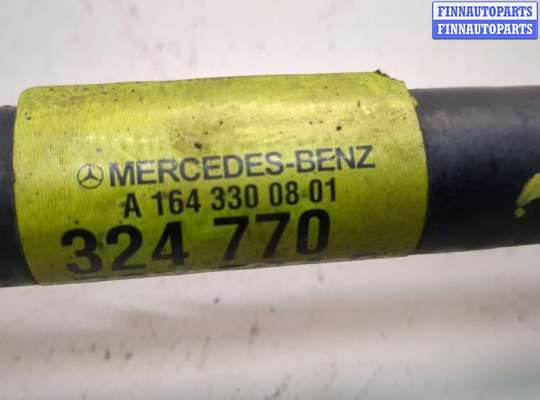 FINNAUTOPARTS
FINNAUTOPARTS
MERCEDES-BENZ
A 164 330 08 01
324 770